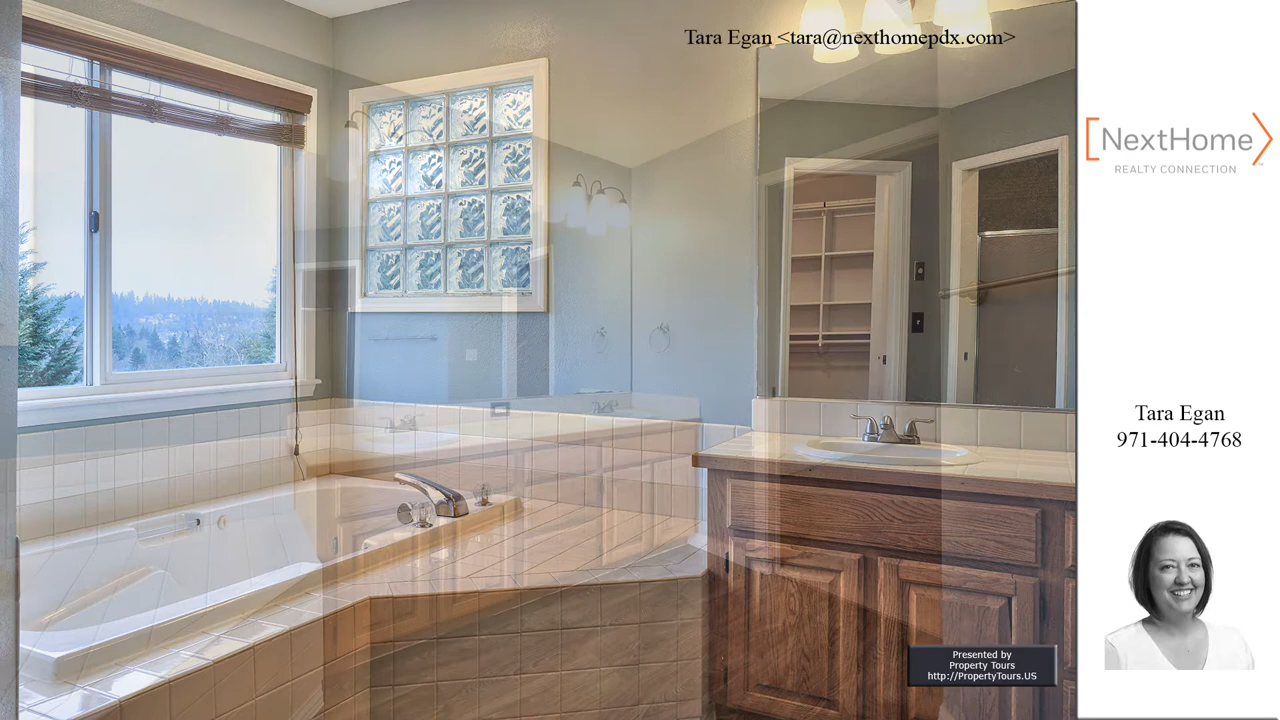 Tara Egan <tara@nexthomepdx.com>
NextHome
REALTY CONNECTION
Tara Egan
971-404-4768
Presented by
Property Tours
http://PropertyTours.US